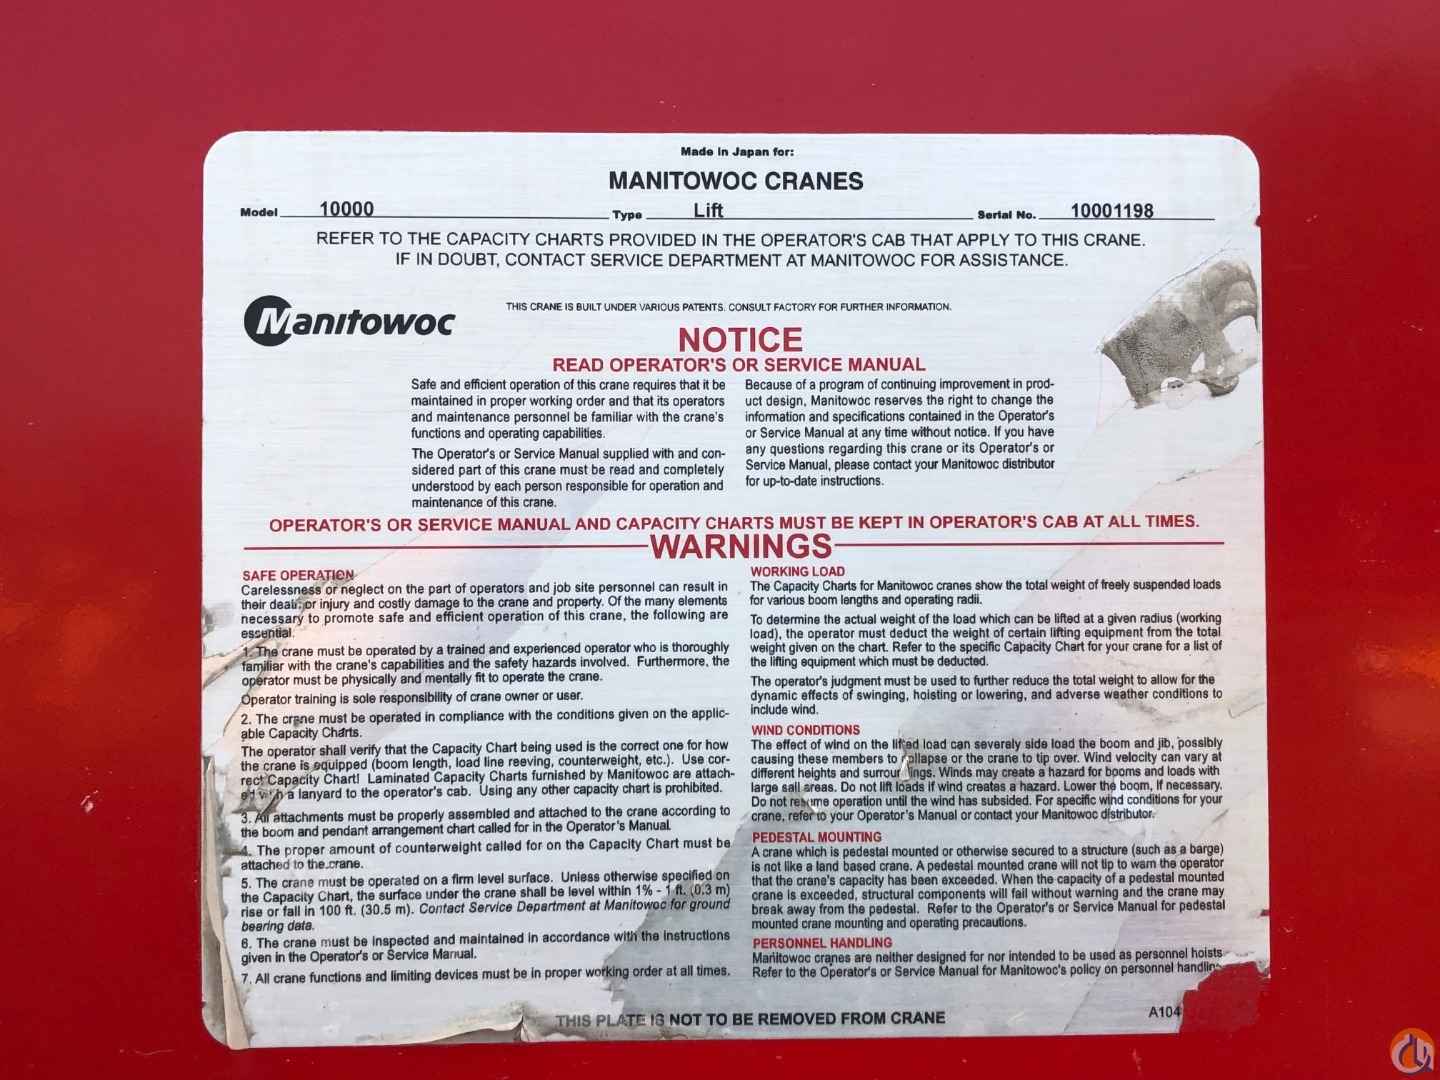 Made in Japan for:
MANITOWOC CRANES
Model 10000 Type Lift Serial No. 10001198
REFER TO THE CAPACITY CHARTS PROVIDED IN THE OPERATOR'S CAB THAT APPLY TO THIS CRANE.
IF IN DOUBT, CONTACT SERVICE DEPARTMENT AT MANITOWOC FOR ASSISTANCE.
Manitowoc
THIS CRANE IS BUILT UNDER VARIOUS PATENTS. CONSULT FACTORY FOR FURTHER INFORMATION.
NOTICE
READ OPERATOR'S OR SERVICE MANUAL
Safe and efficient operation of this crane requires that it be
maintained in proper working order and that its operators
and maintenance personnel be familiar with the crane's
functions and operating capabilities.
The Operator's or Service Manual supplied with and con-
sidered part of this crane must be read and completely
understood by each person responsible for operation and
maintenance of this crane.
Because of a program of continuing improvement in prod-
uct design, Manitowoc reserves the right to change the
information and specifications contained in the Operator's
or Service Manual at any time without notice. If you have
any questions regarding this crane or its Operator's or
Service Manual, please contact your Manitowoc distributor
for up-to-date instructions.
OPERATOR'S OR SERVICE MANUAL AND CAPACITY CHARTS MUST BE KEPT IN OPERATOR'S CAB AT ALL TIMES.
WARNINGS
SAFE OPERATION
Carelessness or neglect on the part of operators and job site personnel can result in
their death or injury and costly damage to the crane and property. Of the many elements
necessary to promote safe and efficient operation of this crane, the following are
essential.
1. The crane must be operated by a trained and experienced operator who is thoroughly
familiar with the crane's capabilities and the safety hazards involved. Furthermore, the
operator must be physically and mentally fit to operate the crane.
Operator training is sole responsibility of crane owner or user.
2. The crane must be operated in compliance with the conditions given on the applic-
able Capacity Charts.
The operator shall verify that the Capacity Chart being used is the correct one for how
the crane is equipped (boom length, load line reeving, counterweight, etc.). Use cor-
rect Capacity Chart! Laminated Capacity Charts furnished by Manitowoc are attach-
ed with a lanyard to the operator's cab. Using any other capacity chart is prohibited.
3. All attachments must be properly assembled and attached to the crane according to
the boom and pendant arrangement chart called for in the Operator's Manual.
4. The proper amount of counterweight called for on the Capacity Chart must be
attached to the crane.
5. The crane must be operated on a firm level surface. Unless otherwise specified on
the Capacity Chart, the surface under the crane shall be level within 1% - 1 ft. (0.3 m)
rise or fall in 100 ft. (30.5 m). Contact Service Department at Manitowoc for ground
bearing data.
6. The crane must be inspected and maintained in accordance with the instructions
given in the Operator's or Service Manual.
7. All crane functions and limiting devices must be in proper working order at all times.
WORKING LOAD
The Capacity Charts for Manitowoc cranes show the total weight of freely suspended loads
for various boom lengths and operating radii.
To determine the actual weight of the load which can be lifted at a given radius (working
load), the operator must deduct the weight of certain lifting equipment from the total
weight given on the chart. Refer to the specific Capacity Chart for your crane for a list of
the lifting equipment which must be deducted.
The operator's judgment must be used to further reduce the total weight to allow for the
dynamic effects of swinging, hoisting or lowering, and adverse weather conditions to
include wind.
WIND CONDITIONS
The effect of wind on the lifted load can severaly side load the boom and jib, possibly
causing these members to collapse or the crane to tip over. Wind velocity can vary at
different heights and surroundings. Winds may create a hazard for booms and loads with
large sail areas. Do not lift loads if wind creates a hazard. Lower the boom, if necessary.
Do not resume operation until the wind has subsided. For specific wind conditions for your
crane, refer to your Operator's Manual or contact your Manitowoc distributor.
PEDESTAL MOUNTING
A crane which is pedestal mounted or otherwise secured to a structure (such as a barge)
is not like a land based crane. A pedestal mounted crane will not tip to warn the operator
that the crane's capacity has been exceeded. When the capacity of a pedestal mounted
crane is exceeded, structural components will fail without warning and the crane may
break away from the pedestal. Refer to the Operator's or Service Manual for pedestal
mounted crane mounting and operating precautions.
PERSONNEL HANDLING
Manitowoc cranes are neither designed for nor intended to be used as personnel hoists.
Refer to the Operator's or Service Manual for Manitowoc's policy on personnel handling.
THIS PLATE IS NOT TO BE REMOVED FROM CRANE
A104